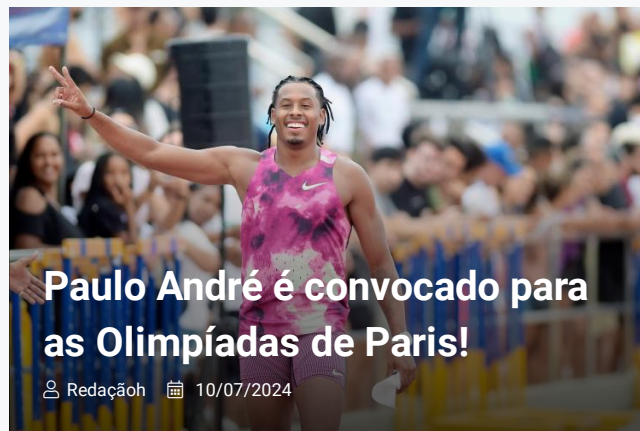 Paulo André é convocado para
as Olimpíadas de Paris!
Redaçãoh 10/07/2024